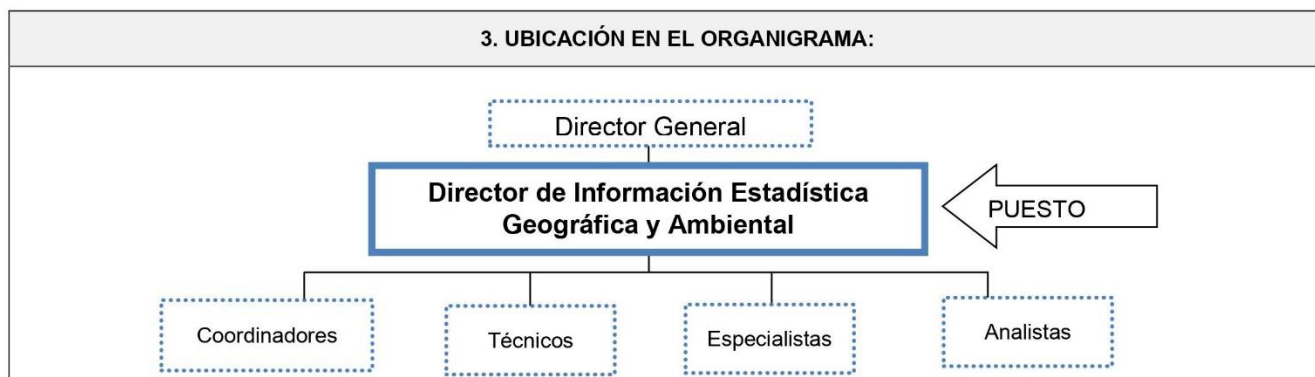 3. UBICACIÓN EN EL ORGANIGRAMA:
Director General
Director de Información Estadística
Geográfica y Ambiental
PUESTO
Coordinadores
Técnicos
Especialistas
Analistas